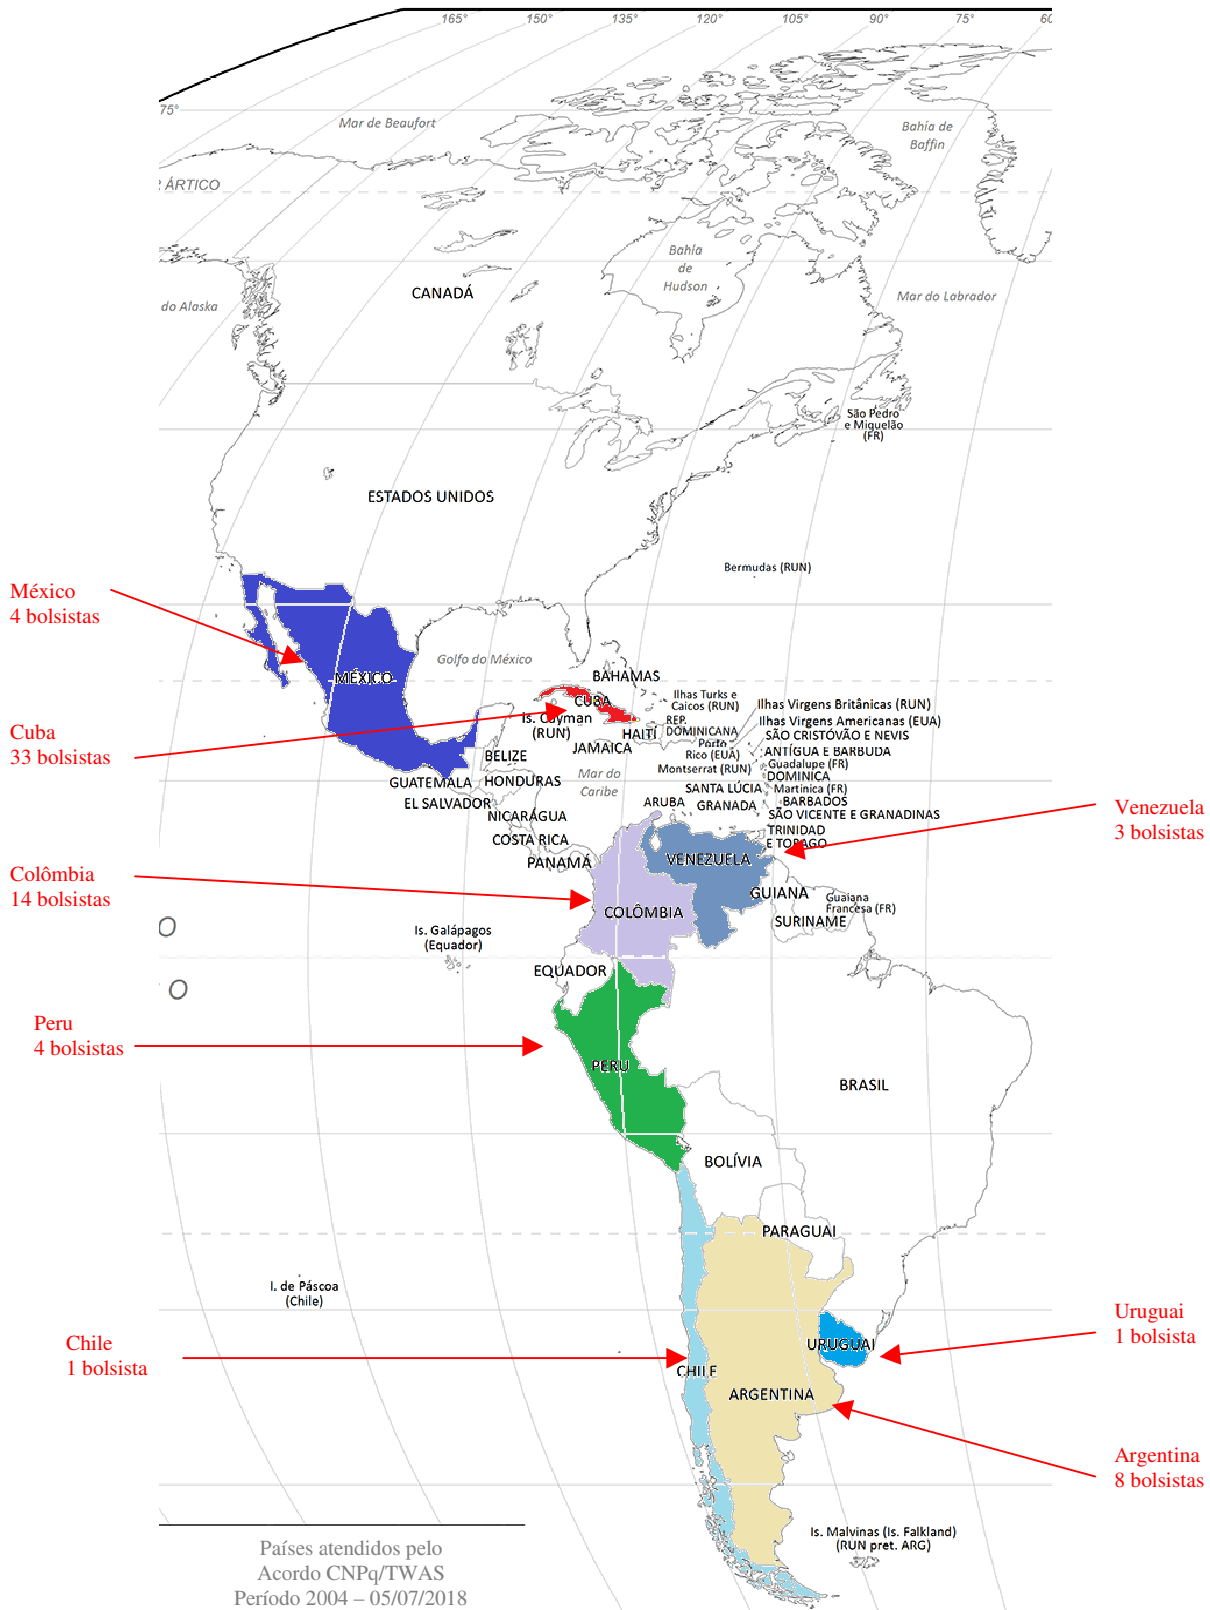 165°
150°
135°
120°
105°
90°
75°
60
75°
Mar de Beaufort
Bahía de
Baffin
ÁRTICO
Bahía
de
Hudson
CANADÁ
do Alaska
Mar do Labrador
São Pedro
e Miquelão
(FR)
ESTADOS UNIDOS
Bermudas (RUN)
México
4 bolsistas
Golfo do México
MÉXICO
BAHAMAS
CUBA
Ilhas Turks e
Caicos (RUN)
Is. Cayman
(RUN)
Ilhas Virgens Britânicas (RUN)
Ilhas Virgens Americanas (EUA)
SÃO CRISTÓVÃO E NEVIS
REP.
DOMINICANA
HAITÍ
JAMAICA
Porto
Rico (EUA)
ANTÍGUA E BARBUDA
Guadalupe (FR)
Montserrat (RUN)
DOMINICA
Martinica (FR)
SANTA LÚCIA
BARBADOS
ARUBA
GRANADA
SÃO VICENTE E GRANADINAS
TRINIDAD
E TOBAGO
Cuba
33 bolsistas
BELIZE
GUATEMALA
HONDURAS
EL SALVADOR
NICARÁGUA
COSTA RICA
PANAMÁ
Mar do
Caribe
Venezuela
3 bolsistas
VENEZUELA
Colômbia
14 bolsistas
COLÔMBIA
GUIANA
Guaiana
Francesa (FR)
SURINAME
O
Is. Galápagos
(Equador)
EQUADOR
O
Peru
4 bolsistas
PERU
BRASIL
BOLÍVIA
PARAGUAI
I. de Páscoa
(Chile)
Chile
1 bolsista
CHILE
Uruguai
1 bolsista
URUGUAI
ARGENTINA
Argentina
8 bolsistas
Is. Malvinas (Is. Falkland)
(RUN pret. ARG)
Países atendidos pelo
Acordo CNPq/TWAS
Período 2004 – 05/07/2018